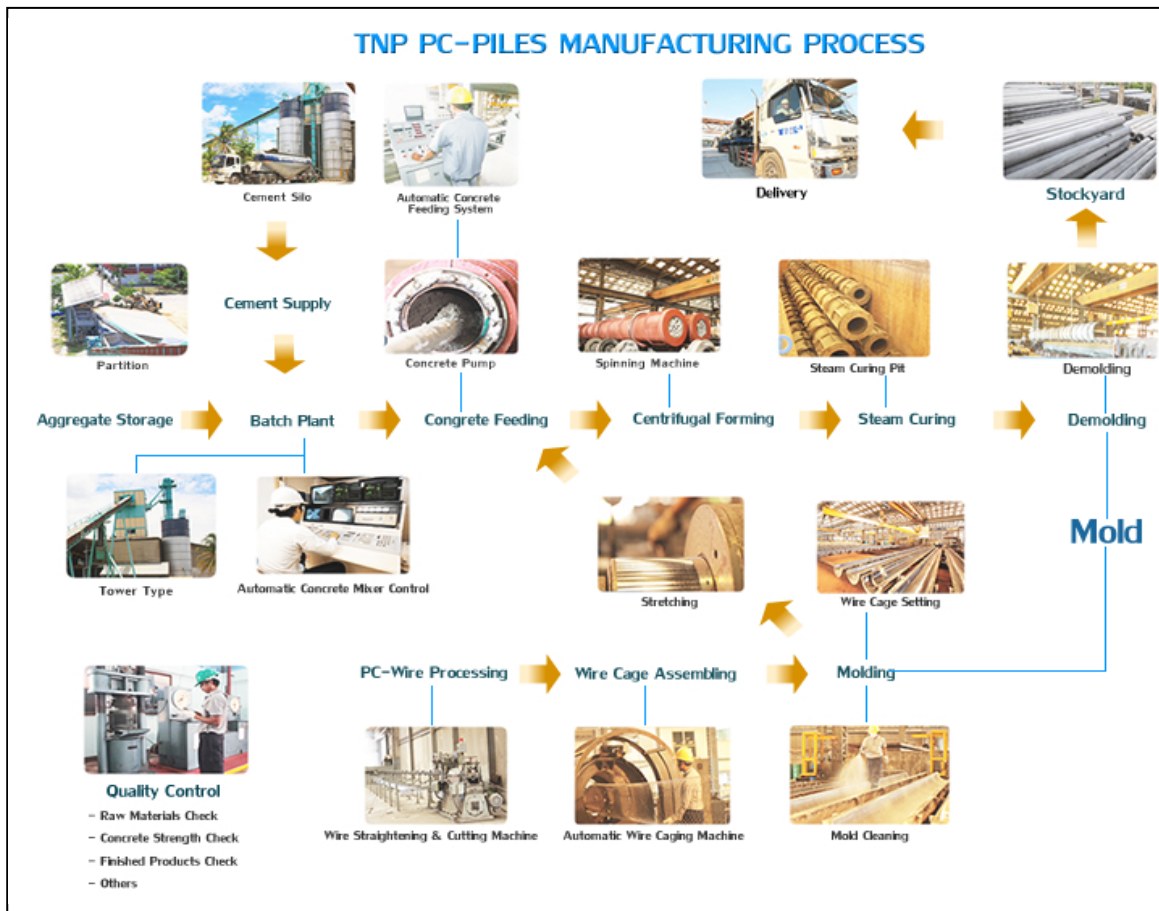 TNP PC-PILES MANUFACTURING PROCESS
Cement Silo
Automatic Concrete
Feeding System
Delivery
Stockyard
Cement Supply
Partition
Concrete Pump
Spinning Machine
Steam Curing Pit
Demolding
Aggregate Storage
Batch Plant
Congrete Feeding
Centrifugal Forming
Steam Curing
Demolding
Mold
Tower Type
Automatic Concrete Mixer Control
Stretching
Wire Cage Setting
PC-Wire Processing
Wire Cage Assembling
Molding
Quality Control
- Raw Materials Check
- Concrete Strength Check
- Finished Products Check
- Others
Wire Straightening & Cutting Machine
Automatic Wire Caging Machine
Mold Cleaning